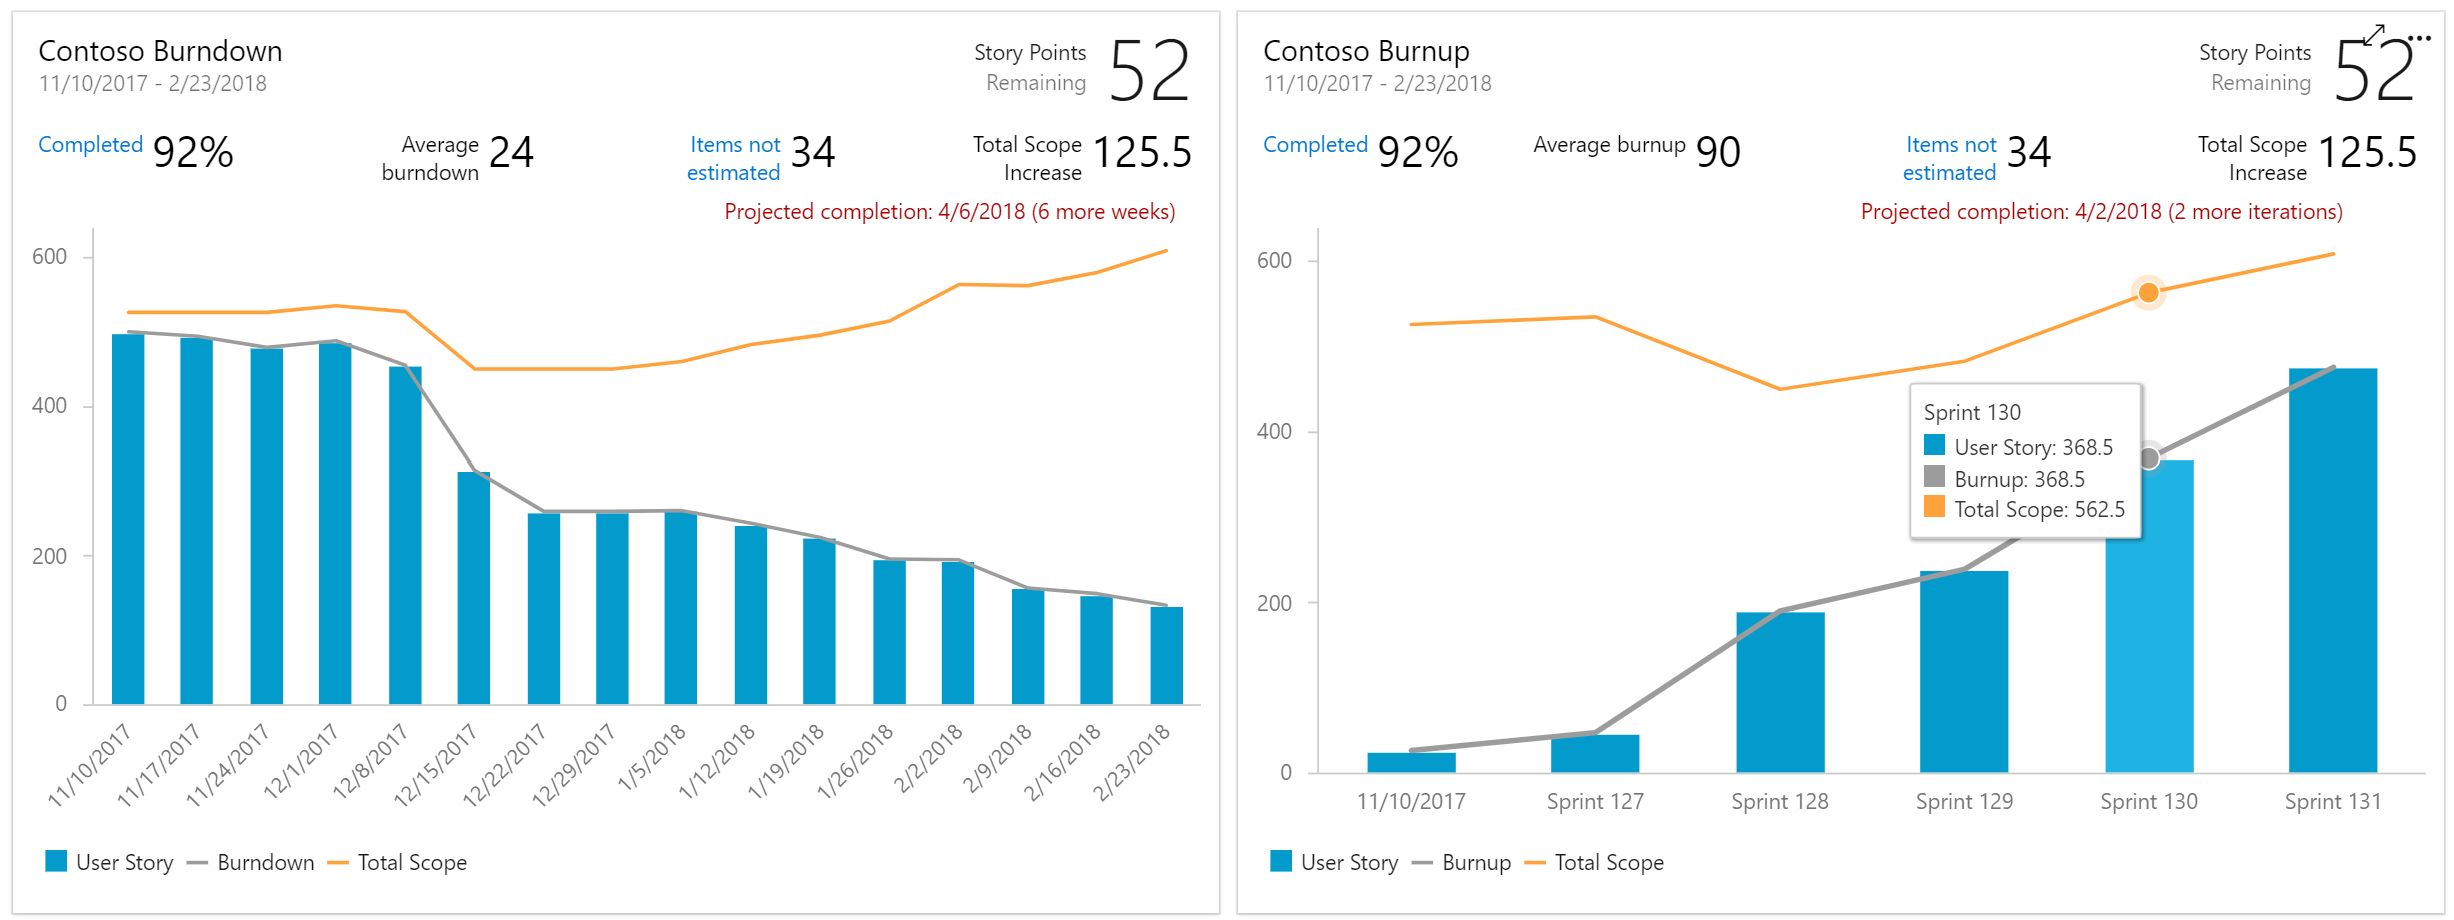 Contoso Burndown
11/10/2017 - 2/23/2018
Story Points
Remaining
52
Completed 92%
Average
burndown
24
Items not
estimated
34
Total Scope
Increase
125.5
Projected completion: 4/6/2018 (6 more weeks)
600
400
200
0
11/10/2017
11/17/2017
11/24/2017
12/1/2017
12/8/2017
12/15/2017
12/22/2017
12/29/2017
1/5/2018
1/12/2018
1/19/2018
1/26/2018
2/2/2018
2/9/2018
2/16/2018
2/23/2018
User Story Burndown Total Scope
Contoso Burnup
11/10/2017 - 2/23/2018
Story Points
Remaining
52
Completed 92%
Average burnup 90
Items not
estimated
34
Total Scope
Increase
125.5
Projected completion: 4/2/2018 (2 more iterations)
600
400
200
0
Sprint 130
User Story: 368.5
Burnup: 368.5
Total Scope: 562.5
11/10/2017
Sprint 127
Sprint 128
Sprint 129
Sprint 130
Sprint 131
User Story Burnup Total Scope